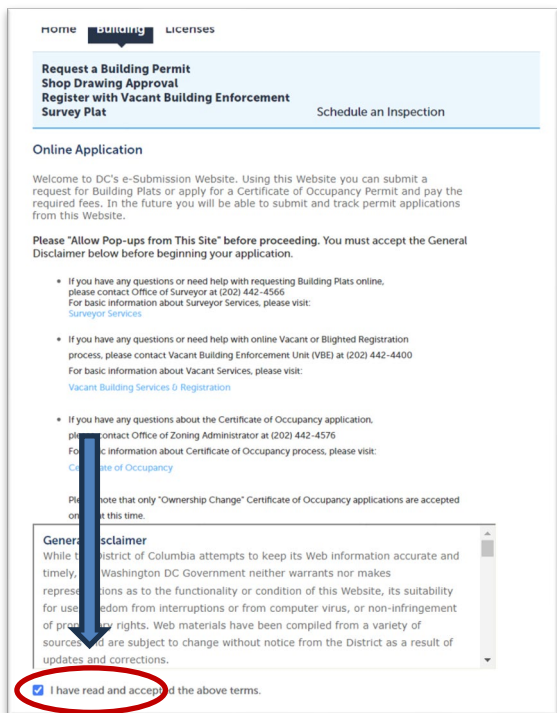 Home Building Licenses
Request a Building Permit
Shop Drawing Approval
Register with Vacant Building Enforcement
Survey Plat Schedule an Inspection
Online Application
Welcome to DC's e-Submission Website. Using this Website you can submit a
request for Building Plats or apply for a Certificate of Occupancy Permit and pay the
required fees. In the future you will be able to submit and track permit applications
from this Website.
Please "Allow Pop-ups from This Site" before proceeding. You must accept the General
Disclaimer below before beginning your application.
• If you have any questions or need help with requesting Building Plats online,
please contact Office of Surveyor at (202) 442-4566
For basic information about Surveyor Services, please visit:
Surveyor Services
• If you have any questions or need help with online Vacant or Blighted Registration
process, please contact Vacant Building Enforcement Unit (VBE) at (202) 442-4400
For basic information about Vacant Services, please visit:
Vacant Building Services & Registration
• If you have any questions about the Certificate of Occupancy application,
please contact Office of Zoning Administrator at (202) 442-4576
For basic information about Certificate of Occupancy process, please visit:
Certificate of Occupancy
Please note that only "Ownership Change" Certificate of Occupancy applications are accepted
at this time.
General Disclaimer
While the District of Columbia attempts to keep its Web information accurate and
timely, Washington DC Government neither warrants nor makes
representations as to the functionality or condition of this Website, its suitability
for use, freedom from interruptions or from computer virus, or non-infringement
of proprietary rights. Web materials have been compiled from a variety of
sources and are subject to change without notice from the District as a result of
updates and corrections.
I have read and accepted the above terms.